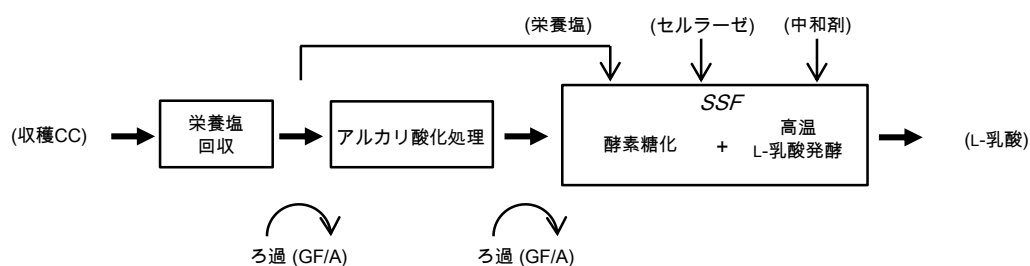 (栄養塩) (セルラーゼ) (中和剤)
SSF
(収穫CC)
栄養塩
回収
アルカリ酸化処理
酵素糖化
+
高温
L-乳酸発酵
(L-乳酸)
ろ過 (GF/A) ろ過 (GF/A)